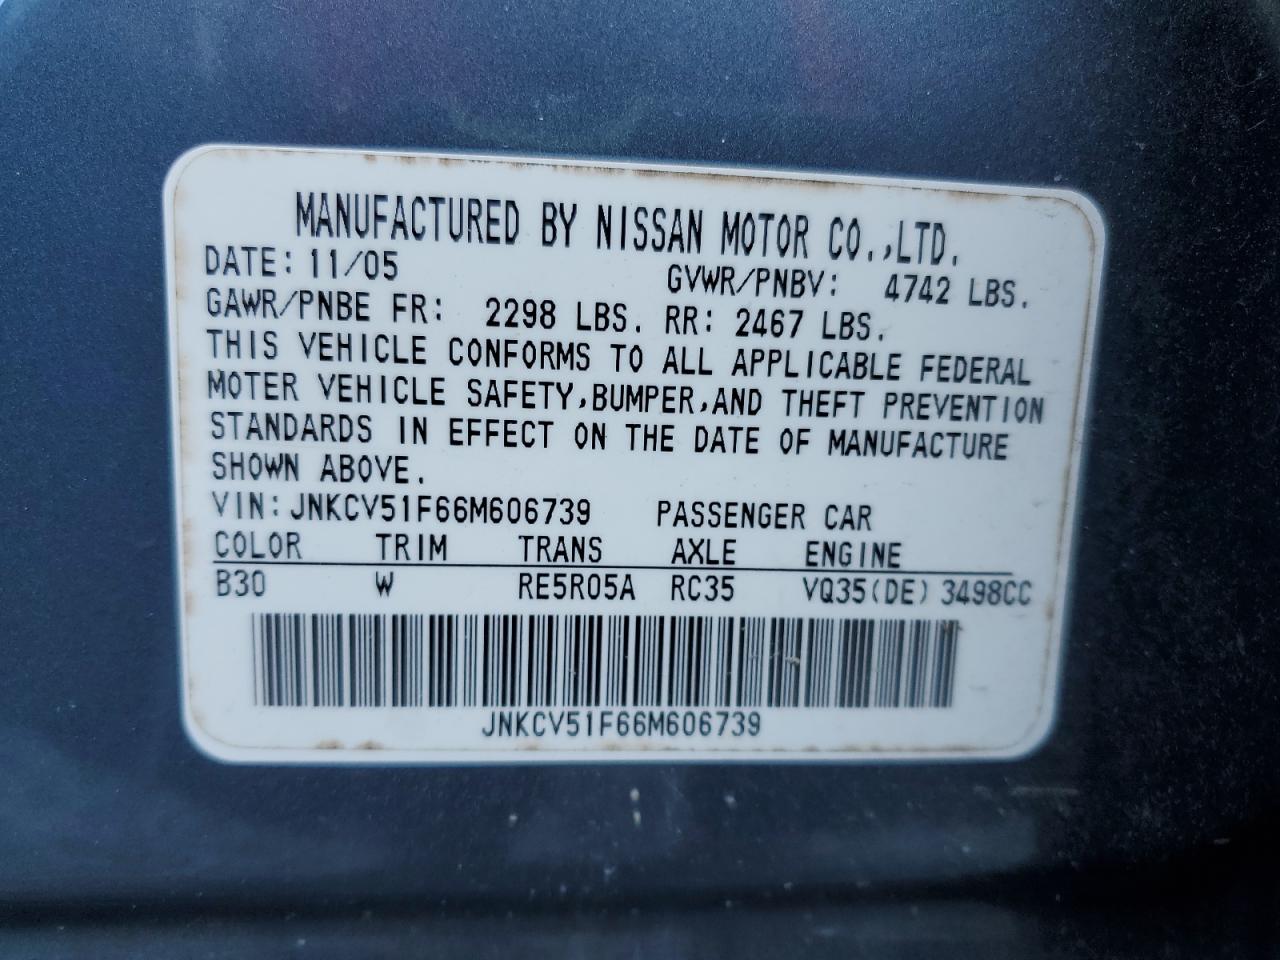 MANUFACTURED BY NISSAN MOTOR CO.,LTD.
DATE: 11/05 GVWR/PNBV: 4742 LBS.
GAWR/PNBE FR: 2298 LBS. RR: 2467 LBS.
THIS VEHICLE CONFORMS TO ALL APPLICABLE FEDERAL
MOTER VEHICLE SAFETY,BUMPER,AND THEFT PREVENTION
STANDARDS IN EFFECT ON THE DATE OF MANUFACTURE
SHOWN ABOVE.
VIN:JNKCV51F66M606739 PASSENGER CAR
COLOR TRIM TRANS AXLE ENGINE
B30 W RE5R05A RC35 VQ35(DE) 3498CC
JNKCV51F66M606739